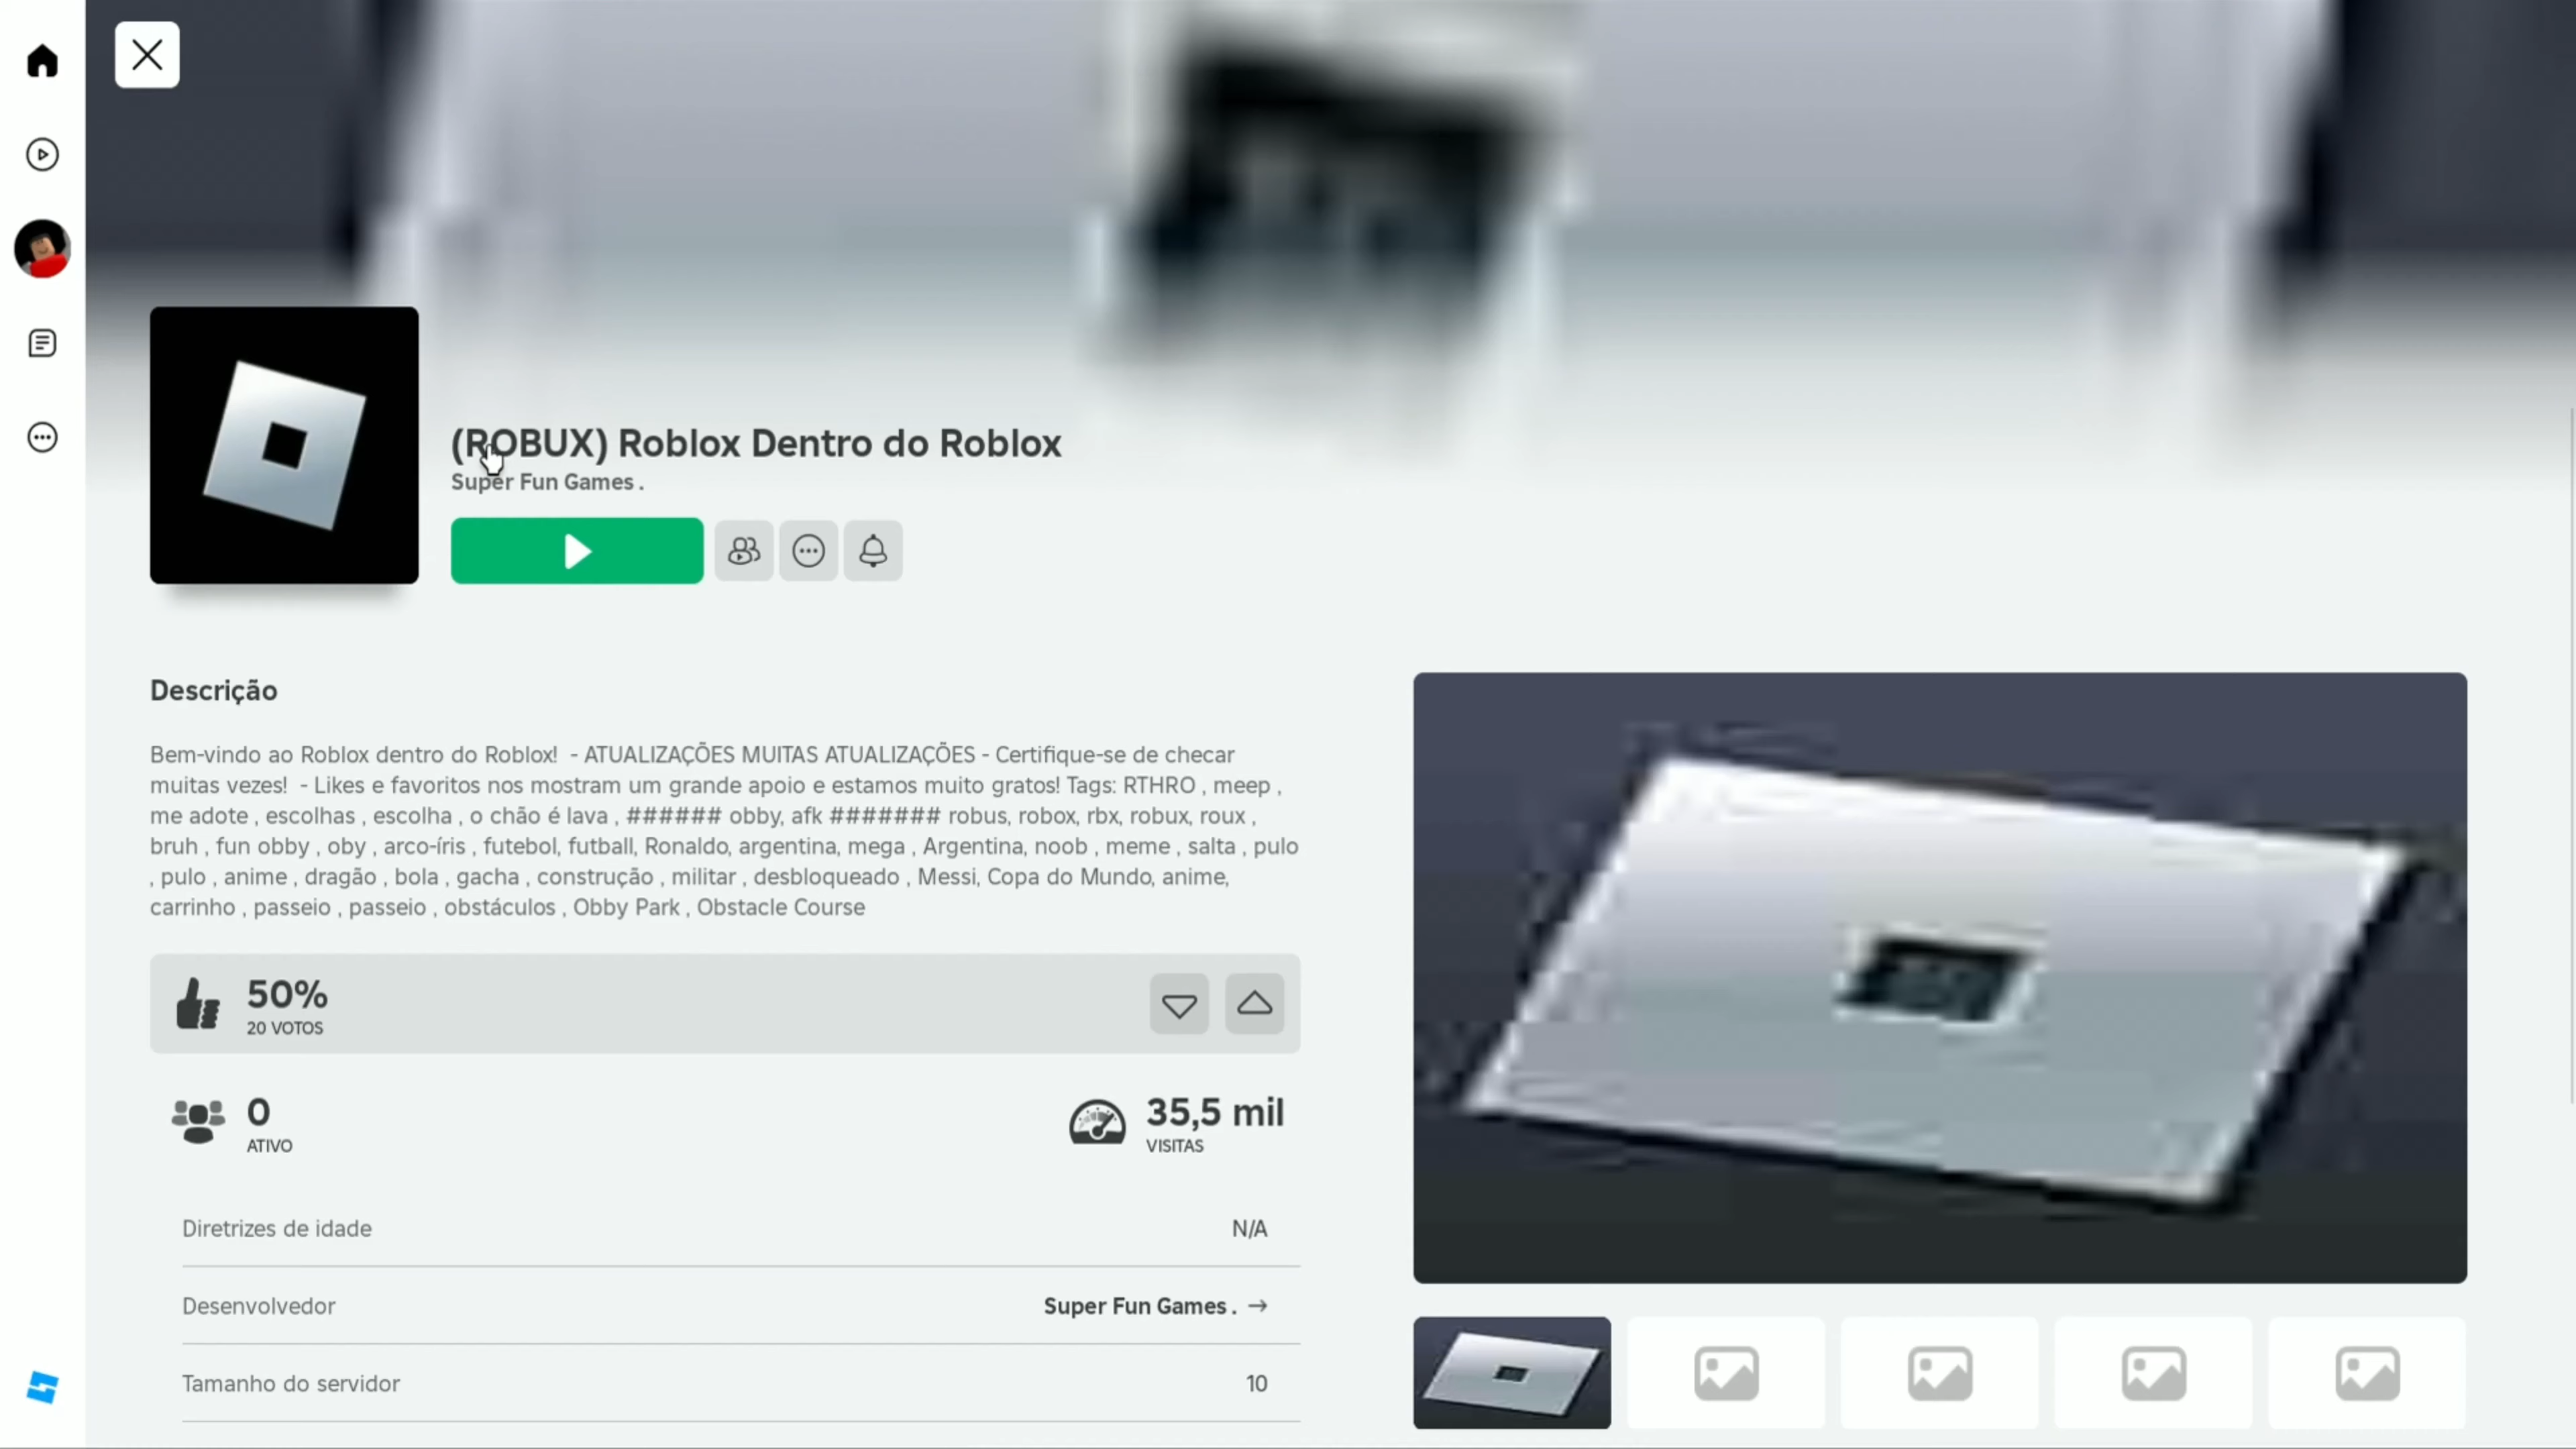 (ROBUX) Roblox Dentro do Roblox
Super Fun Games .
Descrição
Bem-vindo ao Roblox dentro do Roblox!  - ATUALIZAÇÕES MUITAS ATUALIZAÇÕES - Certifique-se de checar
muitas vezes!  - Likes e favoritos nos mostram um grande apoio e estamos muito gratos! Tags: RTHRO , meep ,
me adote , escolhas , escolha , o chão é lava , ###### obby, afk ####### robus, robox, rbx, robux, roux ,
bruh , fun obby , oby , arco-íris , futebol, futball, Ronaldo, argentina, mega , Argentina, noob , meme , salta , pulo
, pulo , anime , dragão , bola , gacha , construção , militar , desbloqueado , Messi, Copa do Mundo, anime,
carrinho , passeio , passeio , obstáculos , Obby Park , Obstacle Course
50%
20 VOTOS
0
ATIVO
35,5 mil
VISITAS
Diretrizes de idade N/A
Desenvolvedor Super Fun Games . →
Tamanho do servidor 10